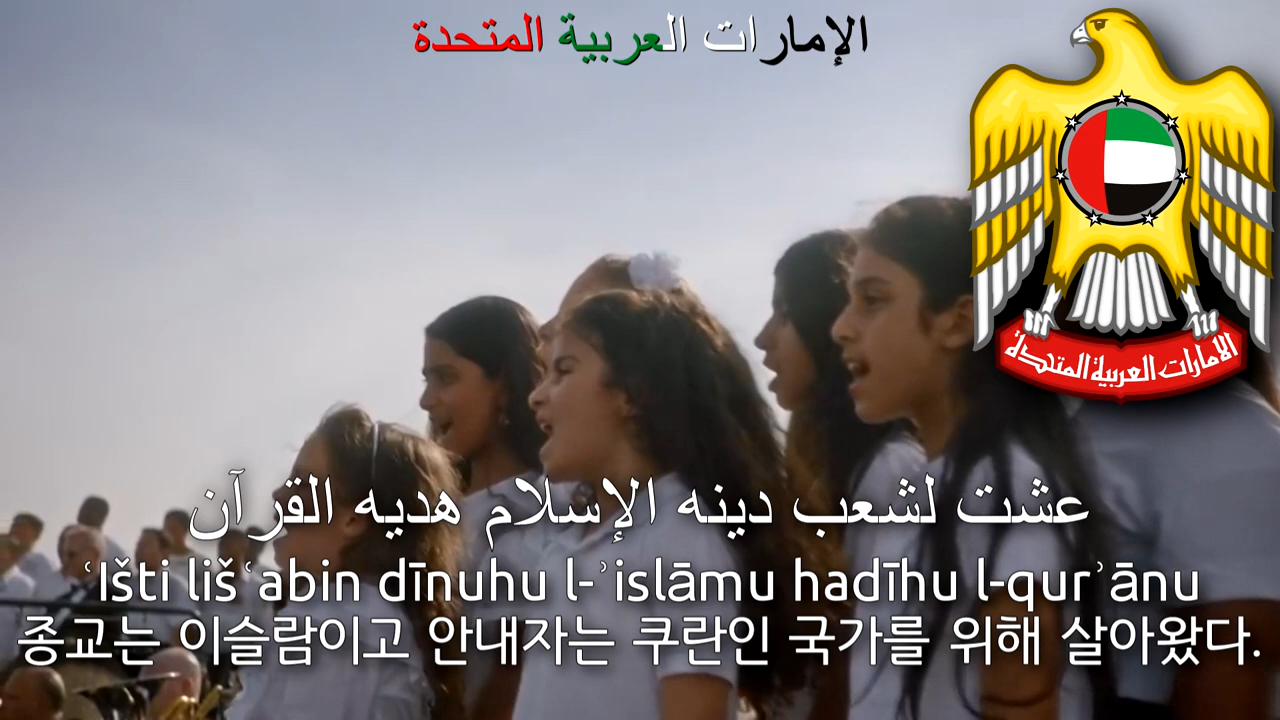 الإمارات العربية المتحدة
الامارات العربية المتحدة
عشت لشعب دينه الإسلام هديه القرآن
ʿIšti lišʿabin dīnuhu l-ʾislāmu hadīhu l-qurʾānu
종교는 이슬람이고 안내자는 쿠란인 국가를 위해 살아왔다.